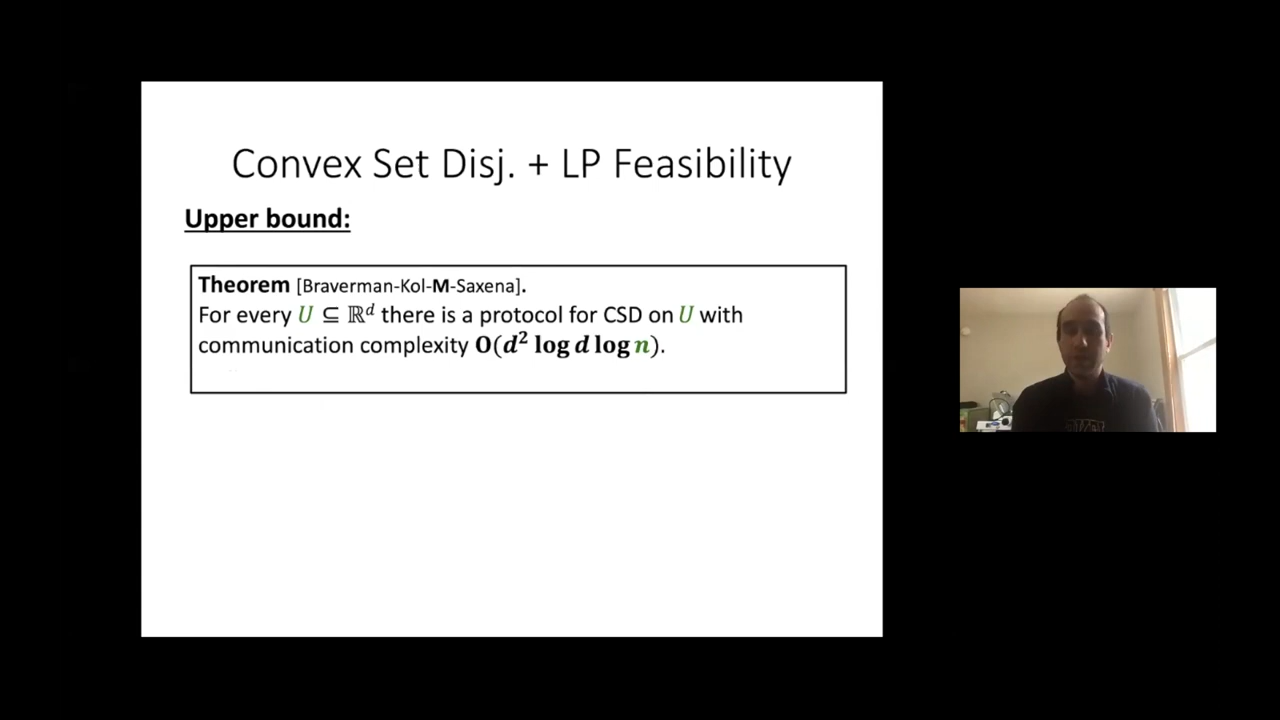 Convex Set Disj. + LP Feasibility
Upper bound:
Theorem [Braverman-Kol-M-Saxena].
For every U ⊆ ℝᵈ there is a protocol for CSD on U with
communication complexity O(d² log d log n).